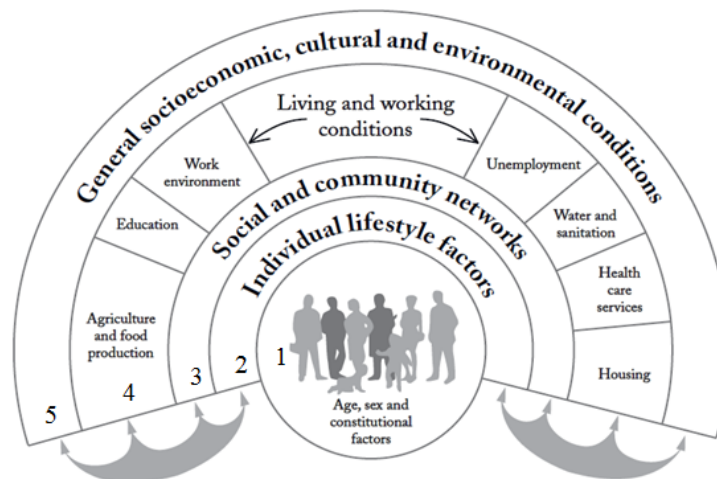 General socioeconomic, cultural and environmental conditions
Living and working
conditions
Work
environment
Unemployment
Education
Water and
sanitation
Social and community networks
Individual lifestyle factors
Health
care
services
Agriculture
and food
production
Housing
Age, sex and
constitutional
factors
1
2
3
4
5